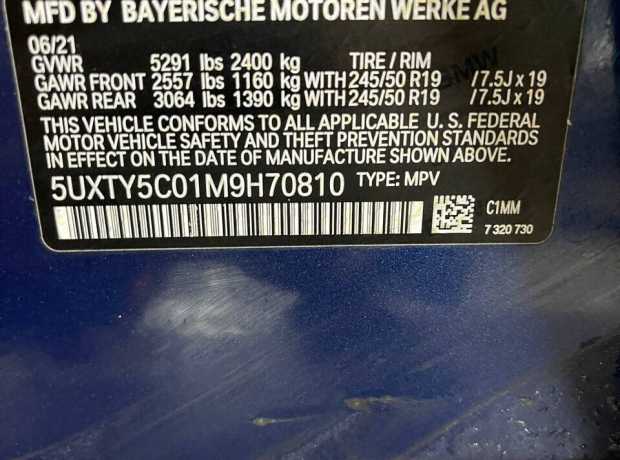 MFD BY BAYERISCHE MOTOREN WERKE AG
06/21
GVWR 5291 lbs 2400 kg TIRE / RIM
GAWR FRONT 2557 lbs 1160 kg WITH 245/50 R19 /7.5J x 19
GAWR REAR 3064 lbs 1390 kg WITH 245/50 R19 /7.5J x 19
THIS VEHICLE CONFORMS TO ALL APPLICABLE U. S. FEDERAL
MOTOR VEHICLE SAFETY AND THEFT PREVENTION STANDARDS
IN EFFECT ON THE DATE OF MANUFACTURE SHOWN ABOVE.
5UXTY5C01M9H70810 TYPE: MPV
C1MM
7 320 730
BMW